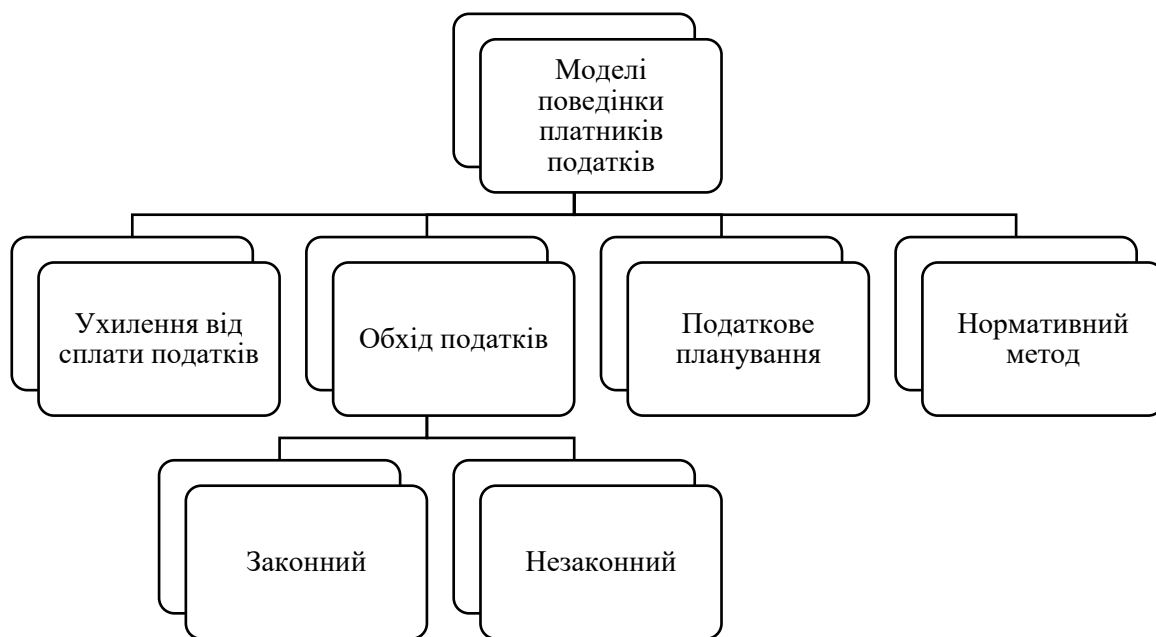 Моделі
поведінки
платників
податків
Ухилення від
сплати податків
Обхід податків
Податкове
планування
Нормативний
метод
Законний
Незаконний